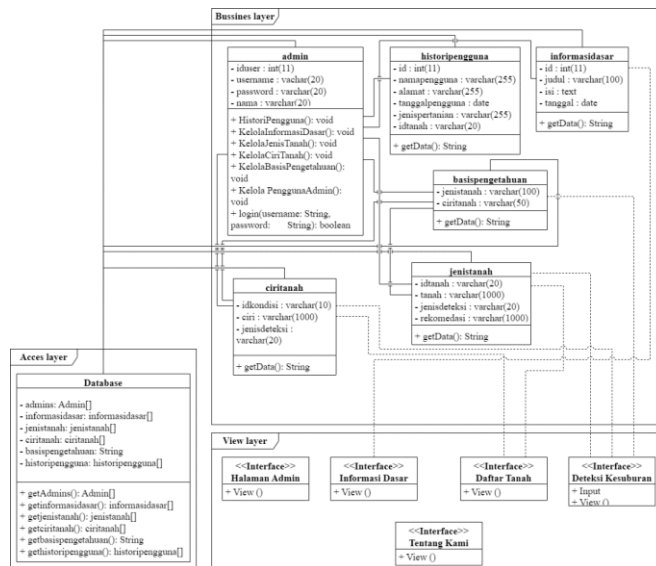 Bussines layer
admin
- iduser : int(11)
- username : vachar(20)
- password : varchar(20)
- nama : varchar(20)
+ HistoriPengguna(): void
+ KelolaInformasiDasar(): void
+ KelolaJenisTanah(): void
+ KelolaCiriTanah(): void
+ KelolaBasisPengetahuan():
void
+ Kelola PenggunaAdmin():
void
+ login(username: String,
password: String): boolean
historipengguna
- id : int(11)
- namapengguna : varchar(255)
- alamat : varchar(255)
- tanggalpengguna : date
- jenispertanian : varchar(255)
- idtanah : varchar(20)
+ getData(): String
informasidasar
- id : int(11)
- judul : varchar(100)
- isi : text
- tanggal : date
+ getData(): String
basispengetahuan
- jenistanah : varchar(100)
- ciritanah : varchar(50)
+ getData(): String
ciritanah
- idkondisi : varchar(10)
- ciri : varchar(1000)
- jenisdeteksi :
varchar(20)
+ getData(): String
jenistanah
- idtanah : varchar(20)
- tanah : varchar(1000)
- jenisdeteksi : varchar(20)
- rekomedasi : varchar(1000)
+ getData(): String
Acces layer
Database
- admins: Admin[]
- informasidasar: informasidasar[]
- jenistanah: jenistanah[]
- ciritanah: ciritanah[]
- basispengetahuan: String
- historipengguna: historipengguna[]
+ getAdmins(): Admin[]
+ getinformasidasar(): informasidasar[]
+ getjenistanah(): jenistanah[]
+ getciritanah(): ciritanah[]
+ getbasispengetahuan(): String
+ gethistoripengguna(): historipengguna[]
View layer
<<Interface>>
Halaman Admin
+ View ()
<<Interface>>
Informasi Dasar
+ View ()
<<Interface>>
Daftar Tanah
+ View ()
<<Interface>>
Deteksi Kesuburan
+ Input
+ View ()
<<Interface>>
Tentang Kami
+ View ()